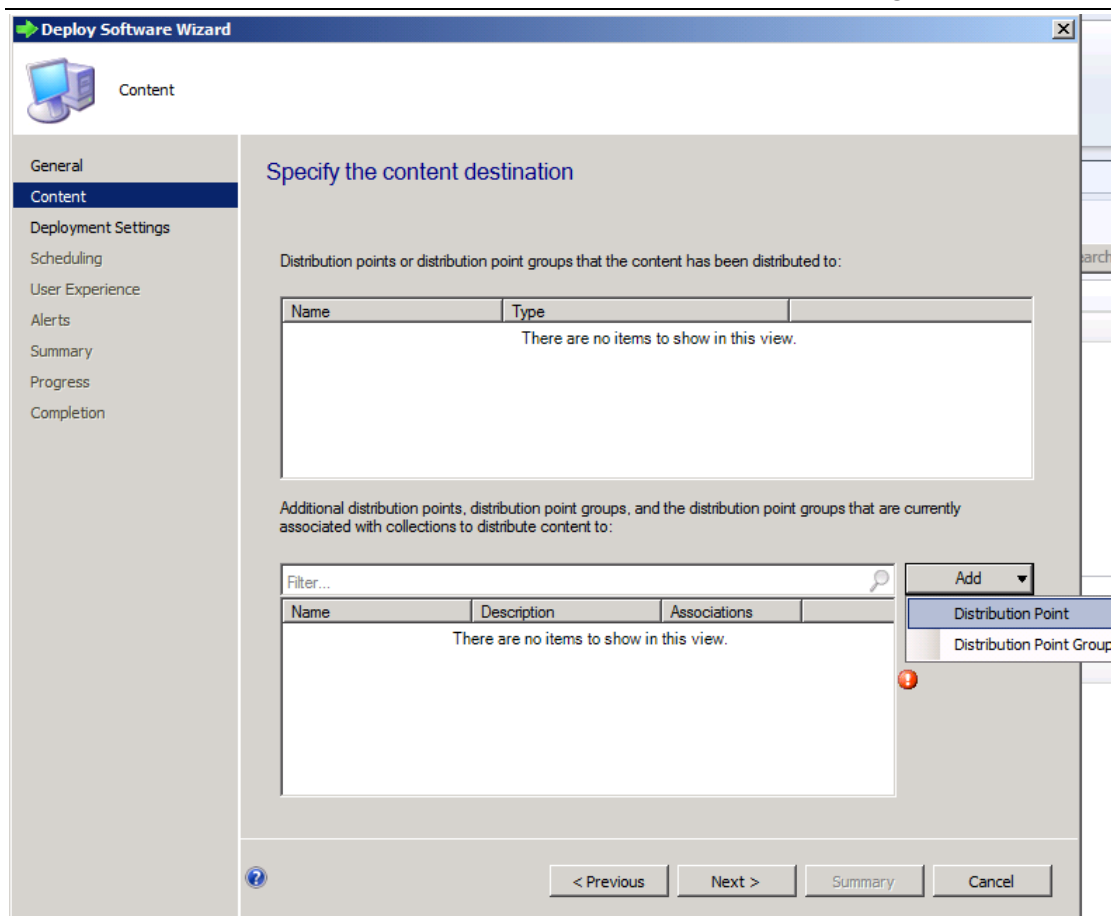 Deploy Software Wizard
Content
General
Content
Deployment Settings
Scheduling
User Experience
Alerts
Summary
Progress
Completion
Specify the content destination
Distribution points or distribution point groups that the content has been distributed to:
Name Type
There are no items to show in this view.
Additional distribution points, distribution point groups, and the distribution point groups that are currently
associated with collections to distribute content to:
Filter...
Add
Distribution Point
Distribution Point Group
Name Description Associations
There are no items to show in this view.
< Previous Next > Summary Cancel